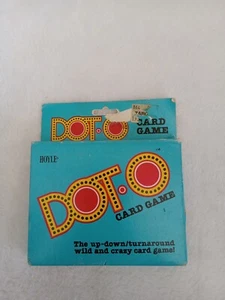 DOT·O
CARD
GAME
HOYLE
DOT·O
CARD GAME
The up-down/turnaround
wild and crazy card game!